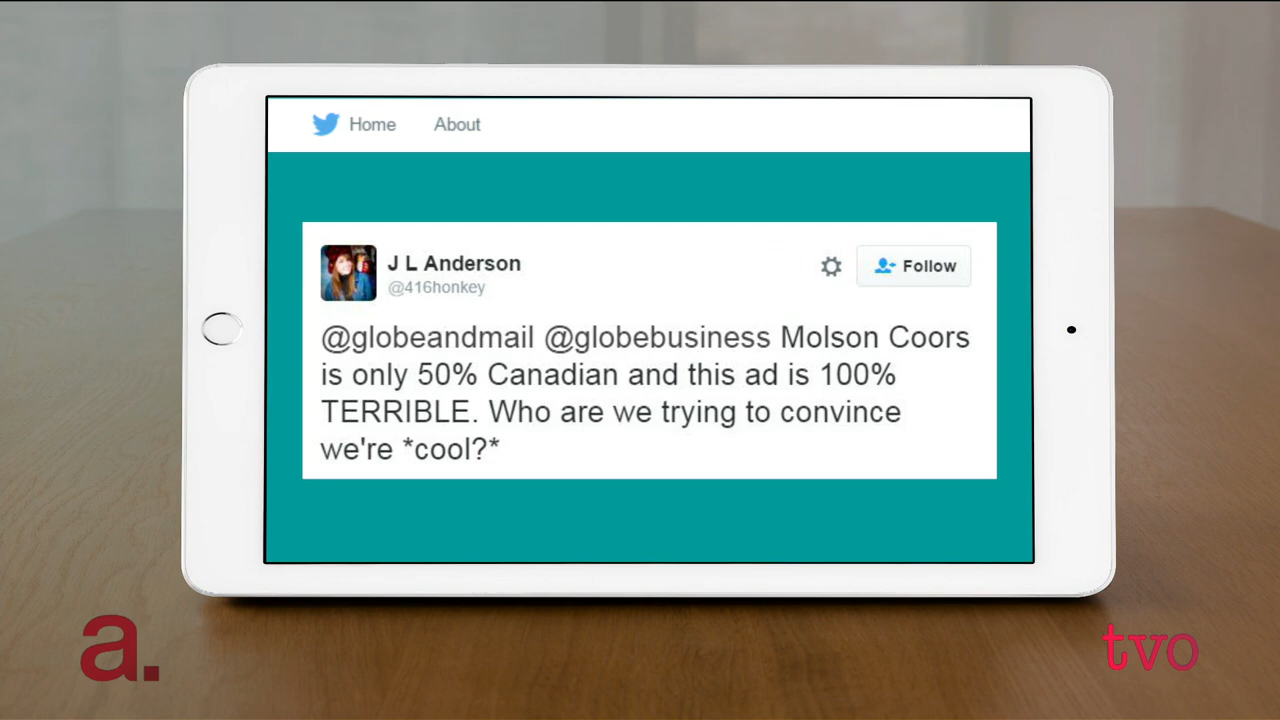 Home About
J L Anderson
@416honkey
Follow
@globeandmail @globebusiness Molson Coors
is only 50% Canadian and this ad is 100%
TERRIBLE. Who are we trying to convince
we're *cool?*
a.
tvo